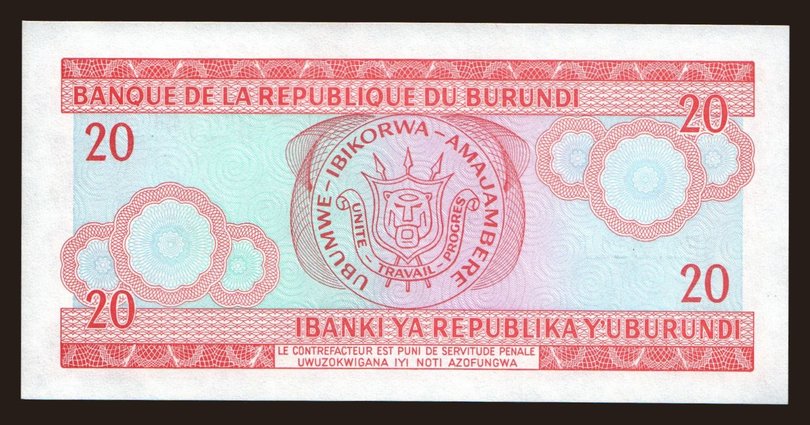 BANQUE DE LA REPUBLIQUE DU BURUNDI
20
20
UBUMWE-IBIKORWA-AMAJAMBERE
UNITE-TRAVAIL-PROGRES
20
20
IBANKI YA REPUBLIKA Y'UBURUNDI
LE CONTREFACTEUR EST PUNI DE SERVITUDE PENALE
UWUZOKWIGANA IYI NOTI AZOFUNGWA